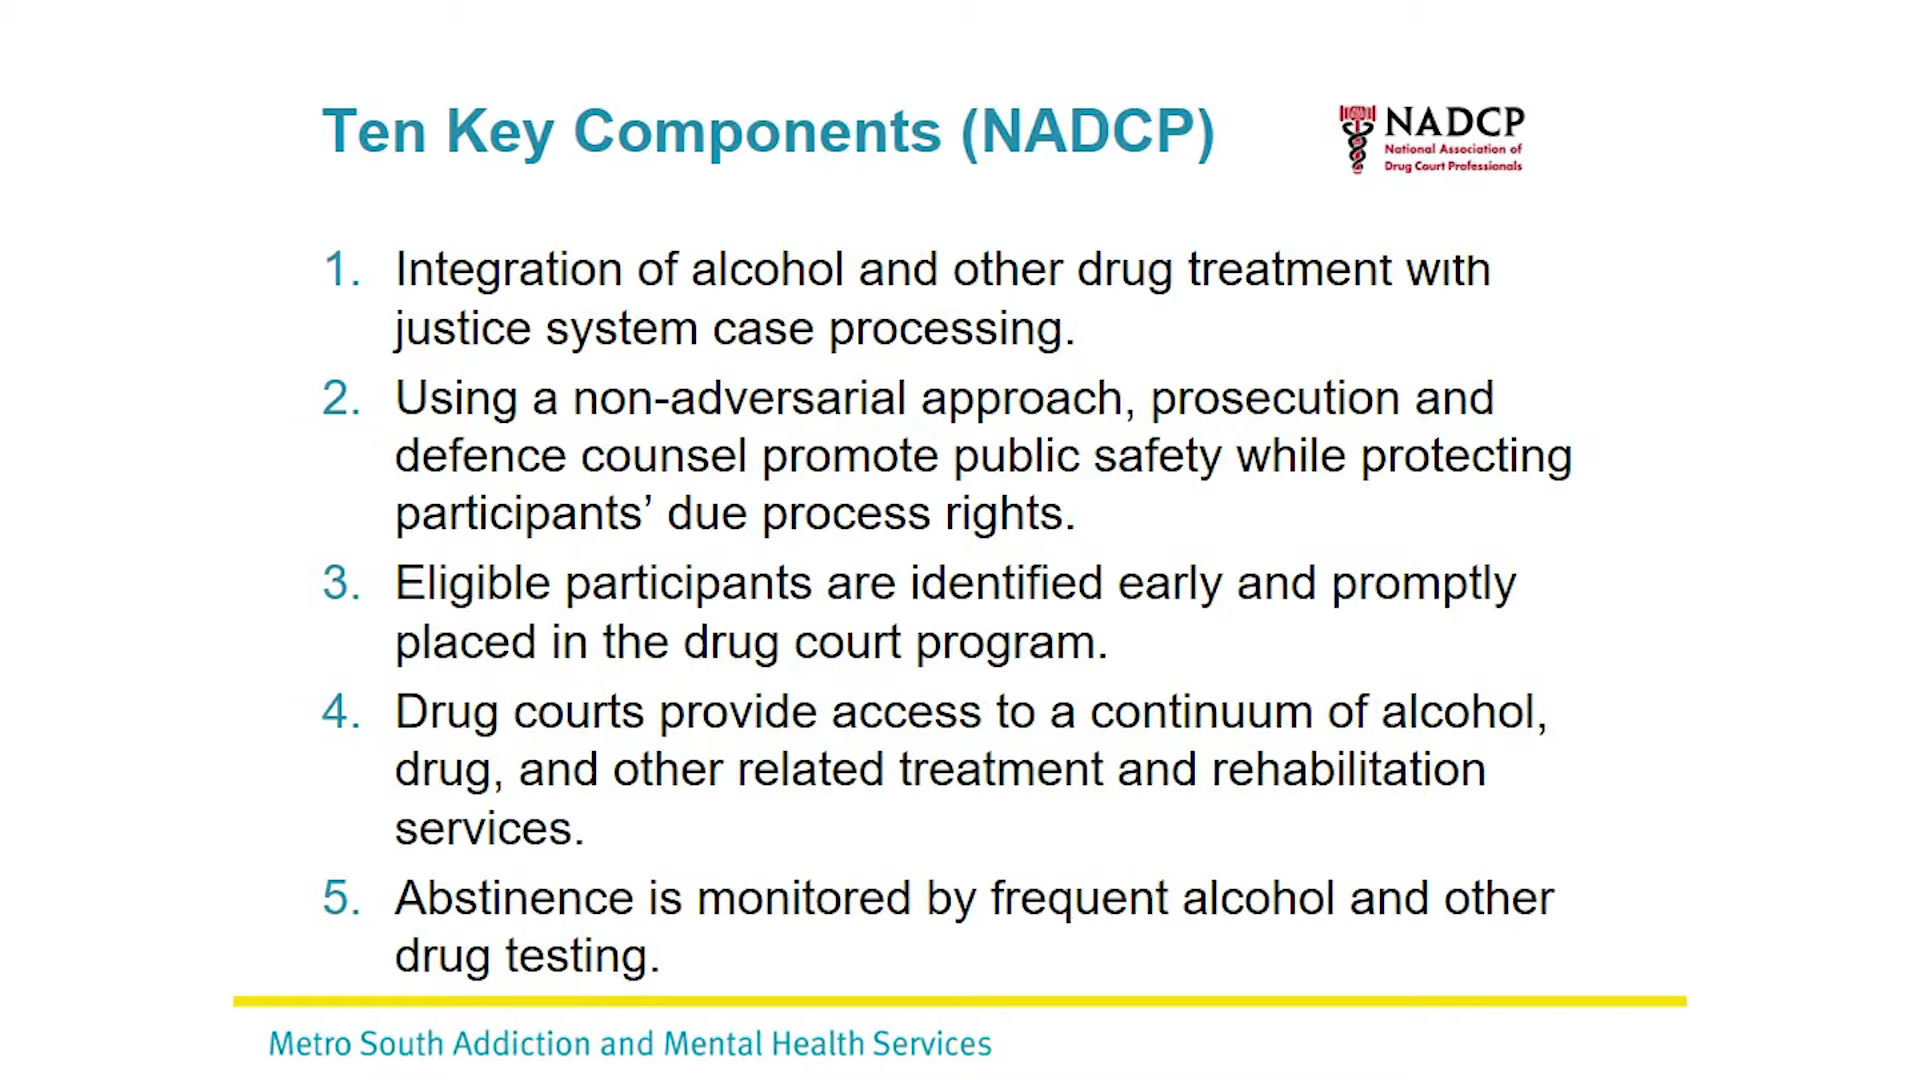 Ten Key Components (NADCP)
NADCP
National Association of
Drug Court Professionals
1. Integration of alcohol and other drug treatment with
justice system case processing.
2. Using a non-adversarial approach, prosecution and
defence counsel promote public safety while protecting
participants’ due process rights.
3. Eligible participants are identified early and promptly
placed in the drug court program.
4. Drug courts provide access to a continuum of alcohol,
drug, and other related treatment and rehabilitation
services.
5. Abstinence is monitored by frequent alcohol and other
drug testing.
Metro South Addiction and Mental Health Services